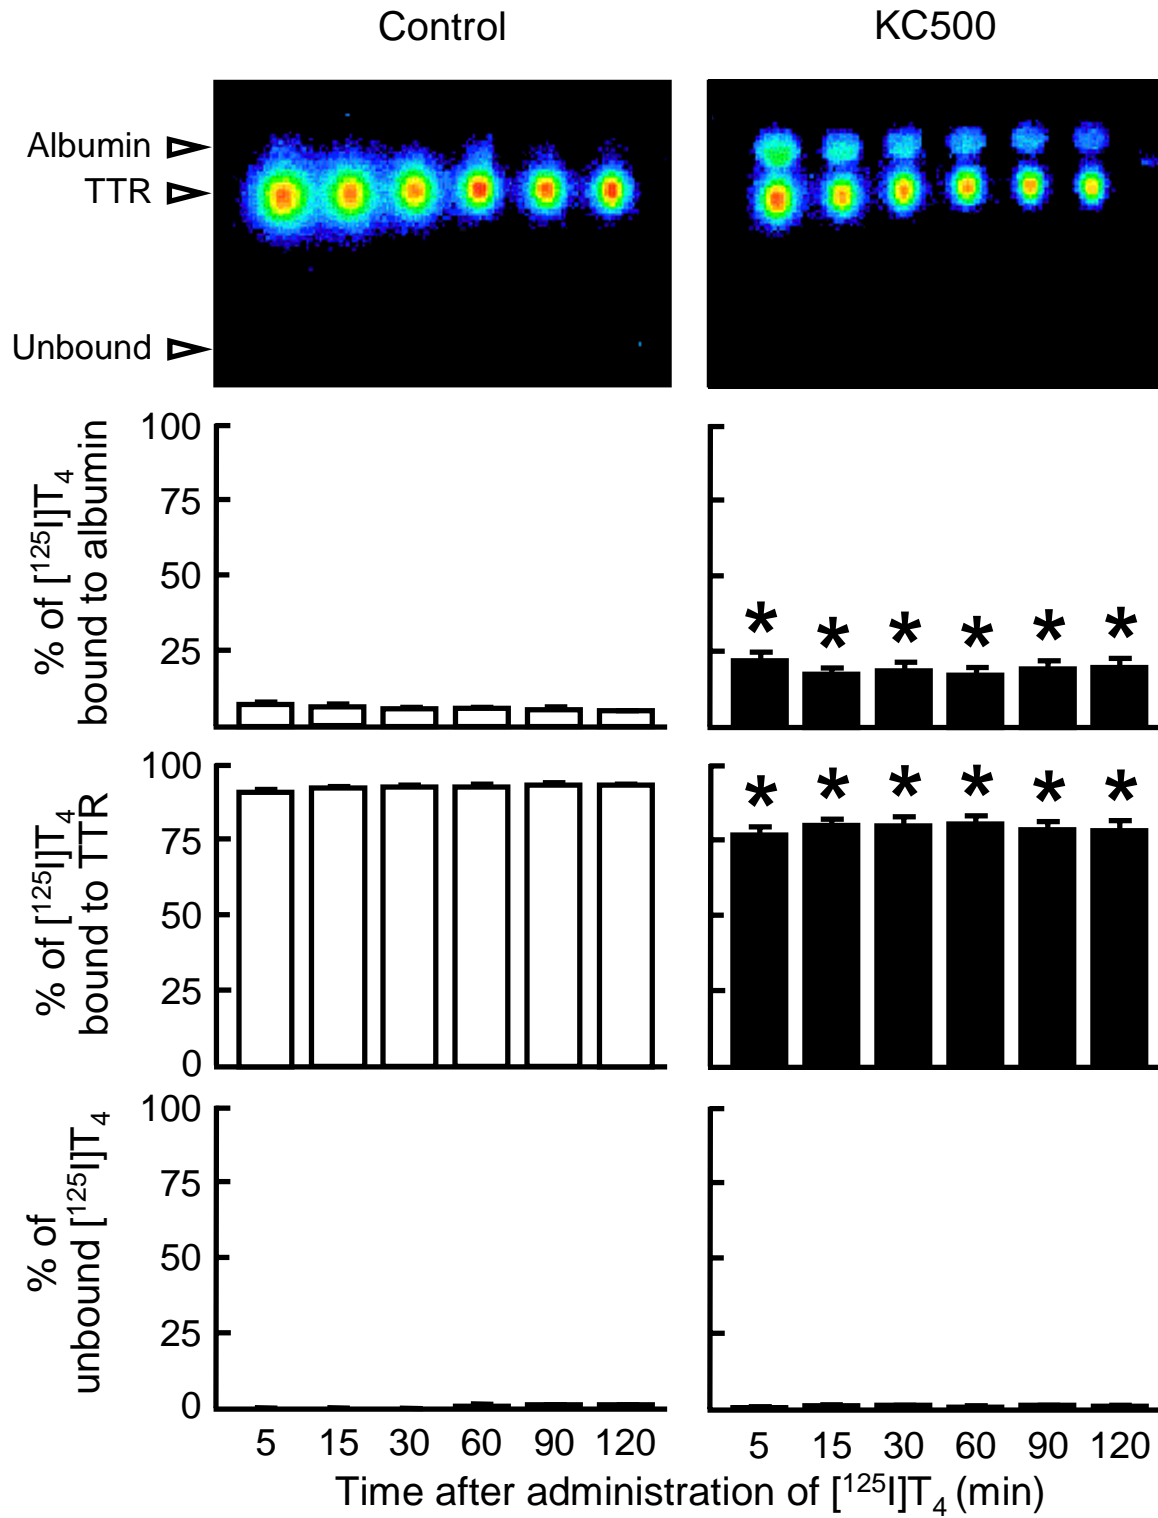 Control
KC500
Albumin
TTR
Unbound
% of [¹²⁵I]T₄
bound to albumin
100
75
50
25
* * * * * *
% of [¹²⁵I]T₄
bound to TTR
100
75
50
25
0
* * * * * *
% of
unbound [¹²⁵I]T₄
100
75
50
25
0
5 15 30 60 90 120
5 15 30 60 90 120
Time after administration of [¹²⁵I]T₄ (min)